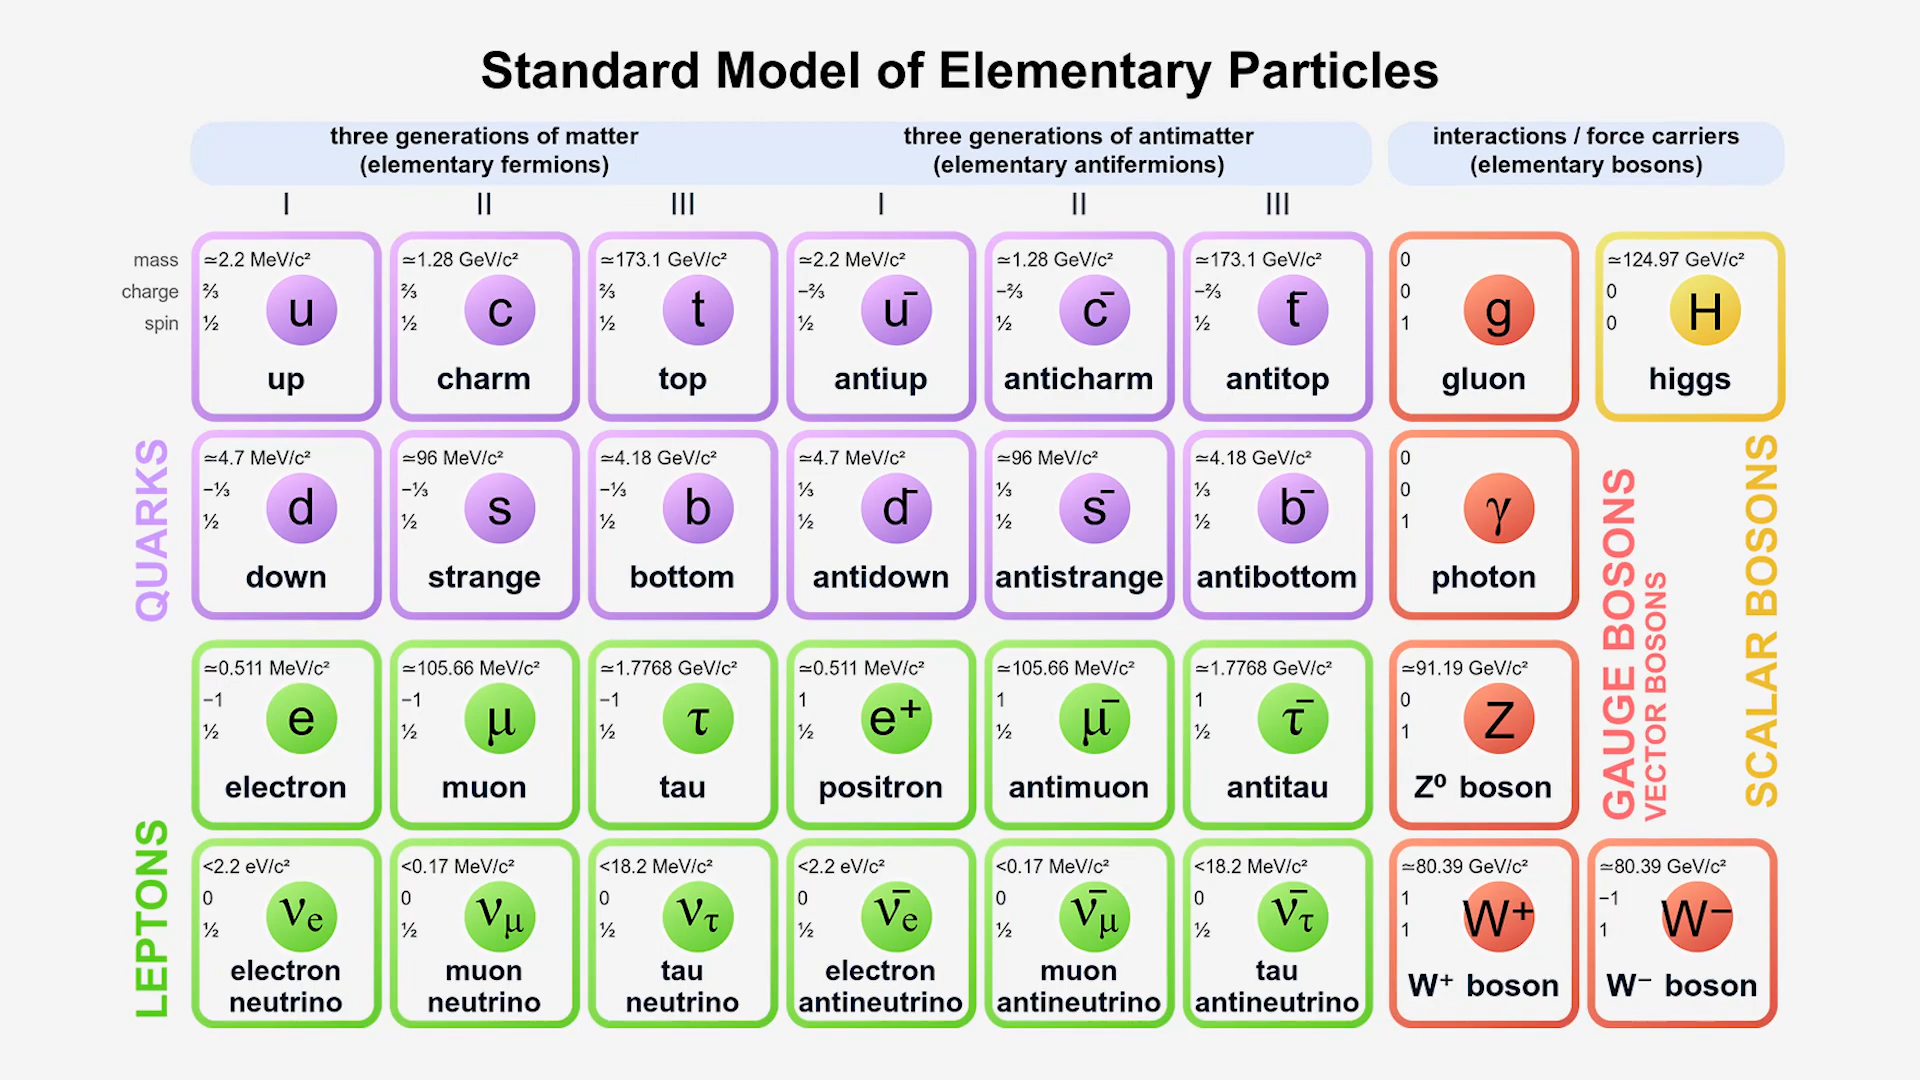 Standard Model of Elementary Particles
three generations of matter
(elementary fermions)
three generations of antimatter
(elementary antifermions)
interactions / force carriers
(elementary bosons)
I
II
III
I
II
III
mass
charge
spin
≃2.2 MeV/c²
⅔
½
u
up
≃1.28 GeV/c²
⅔
½
c
charm
≃173.1 GeV/c²
⅔
½
t
top
≃2.2 MeV/c²
−⅔
½
u̅
antiup
≃1.28 GeV/c²
−⅔
½
c̅
anticharm
≃173.1 GeV/c²
−⅔
½
t̅
antitop
0
0
1
g
gluon
≃124.97 GeV/c²
0
0
H
higgs
QUARKS
≃4.7 MeV/c²
−⅓
½
d
down
≃96 MeV/c²
−⅓
½
s
strange
≃4.18 GeV/c²
−⅓
½
b
bottom
≃4.7 MeV/c²
⅓
½
d̅
antidown
≃96 MeV/c²
⅓
½
s̅
antistrange
≃4.18 GeV/c²
⅓
½
b̅
antibottom
0
0
1
γ
photon
GAUGE BOSONS
VECTOR BOSONS
SCALAR BOSONS
≃0.511 MeV/c²
−1
½
e
electron
≃105.66 MeV/c²
−1
½
μ
muon
≃1.7768 GeV/c²
−1
½
τ
tau
≃0.511 MeV/c²
1
½
e⁺
positron
≃105.66 MeV/c²
1
½
μ̅
antimuon
≃1.7768 GeV/c²
1
½
τ̅
antitau
≃91.19 GeV/c²
0
1
Z
Z⁰ boson
LEPTONS
<2.2 eV/c²
0
½
νe
electron
neutrino
<0.17 MeV/c²
0
½
νμ
muon
neutrino
<18.2 MeV/c²
0
½
ντ
tau
neutrino
<2.2 eV/c²
0
½
ν̅e
electron
antineutrino
<0.17 MeV/c²
0
½
ν̅μ
muon
antineutrino
<18.2 MeV/c²
0
½
ν̅τ
tau
antineutrino
≃80.39 GeV/c²
1
1
W⁺
W⁺ boson
≃80.39 GeV/c²
−1
1
W⁻
W⁻ boson